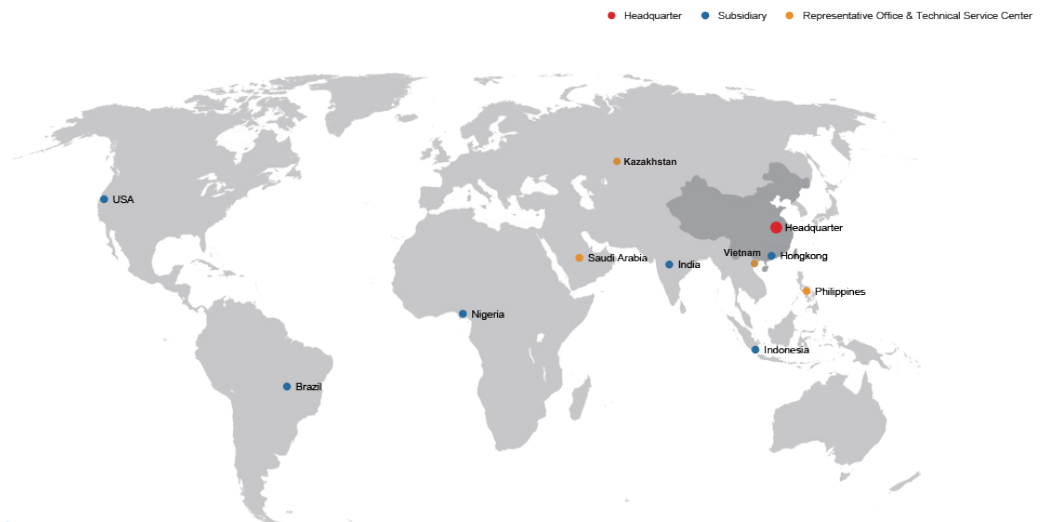 Headquarter
Subsidiary
Representative Office & Technical Service Center
Kazakhstan
USA
Headquarter
Vietnam
Hongkong
Saudi Arabia
India
Philippines
Nigeria
Indonesia
Brazil